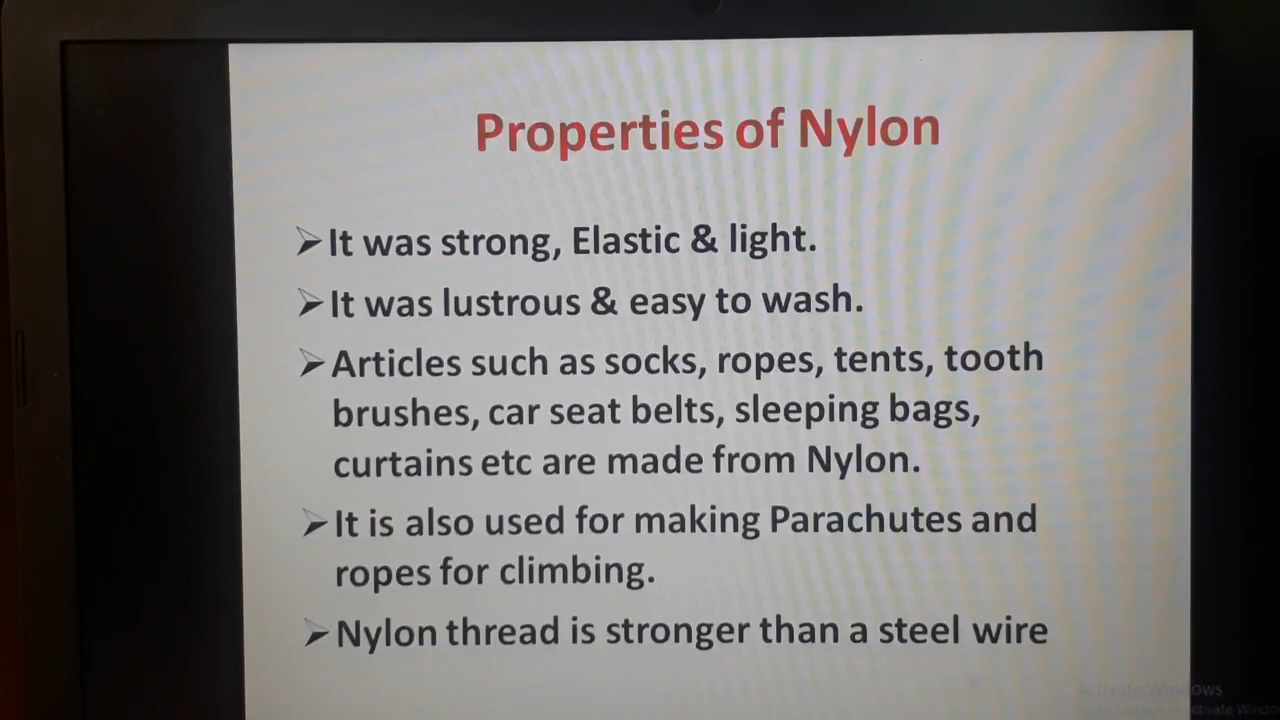 Properties of Nylon
➢It was strong, Elastic & light.
➢It was lustrous & easy to wash.
➢Articles such as socks, ropes, tents, tooth
brushes, car seat belts, sleeping bags,
curtains etc are made from Nylon.
➢It is also used for making Parachutes and
ropes for climbing.
➢Nylon thread is stronger than a steel wire
Activate Windows